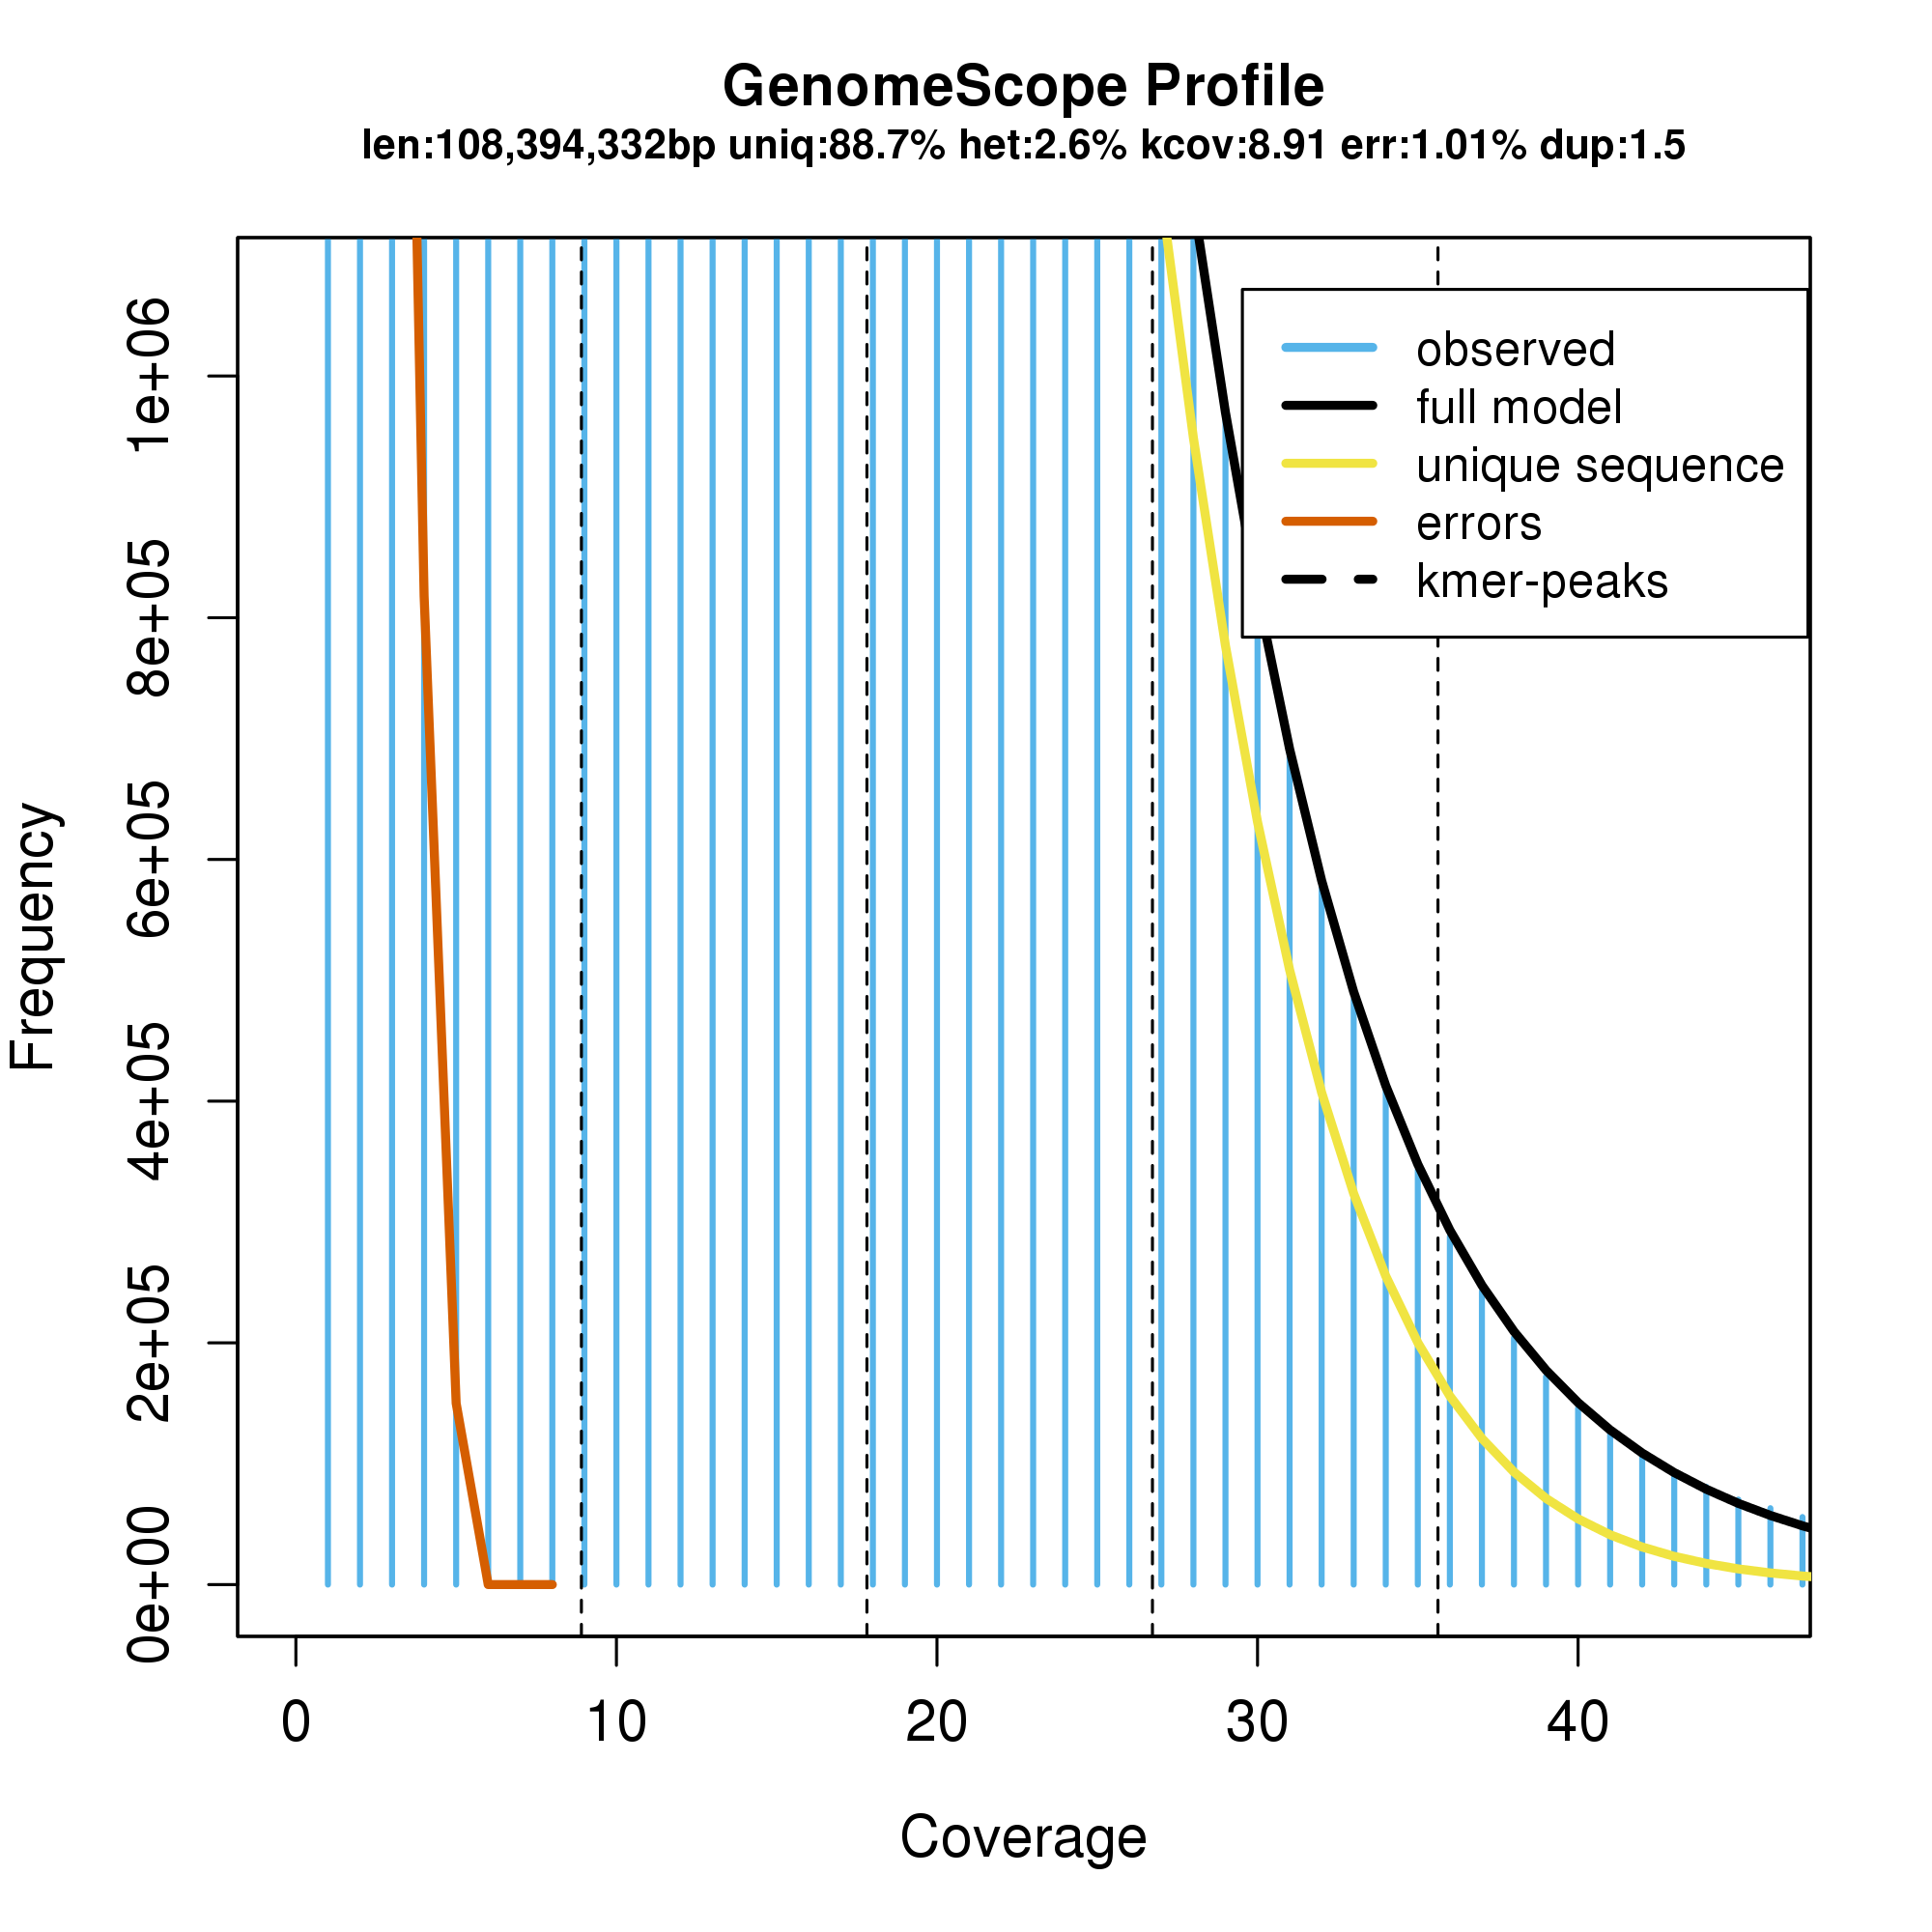 GenomeScope Profile
len:108,394,332bp uniq:88.7% het:2.6% kcov:8.91 err:1.01% dup:1.5
observed
full model
unique sequence
errors
kmer-peaks
Frequency
1e+06
8e+05
6e+05
4e+05
2e+05
0e+00
0 10 20 30 40
Coverage